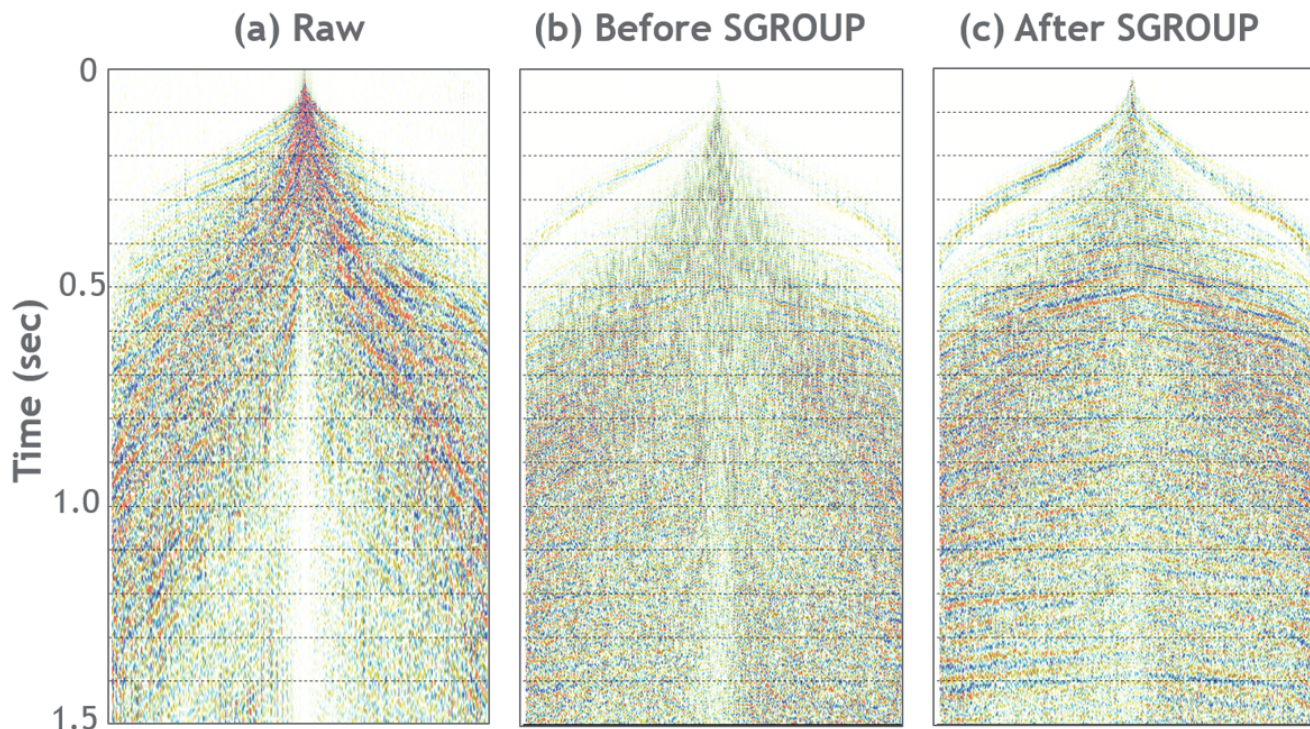 (a) Raw
(b) Before SGROUP
(c) After SGROUP
0
0.5
1.0
1.5
Time (sec)